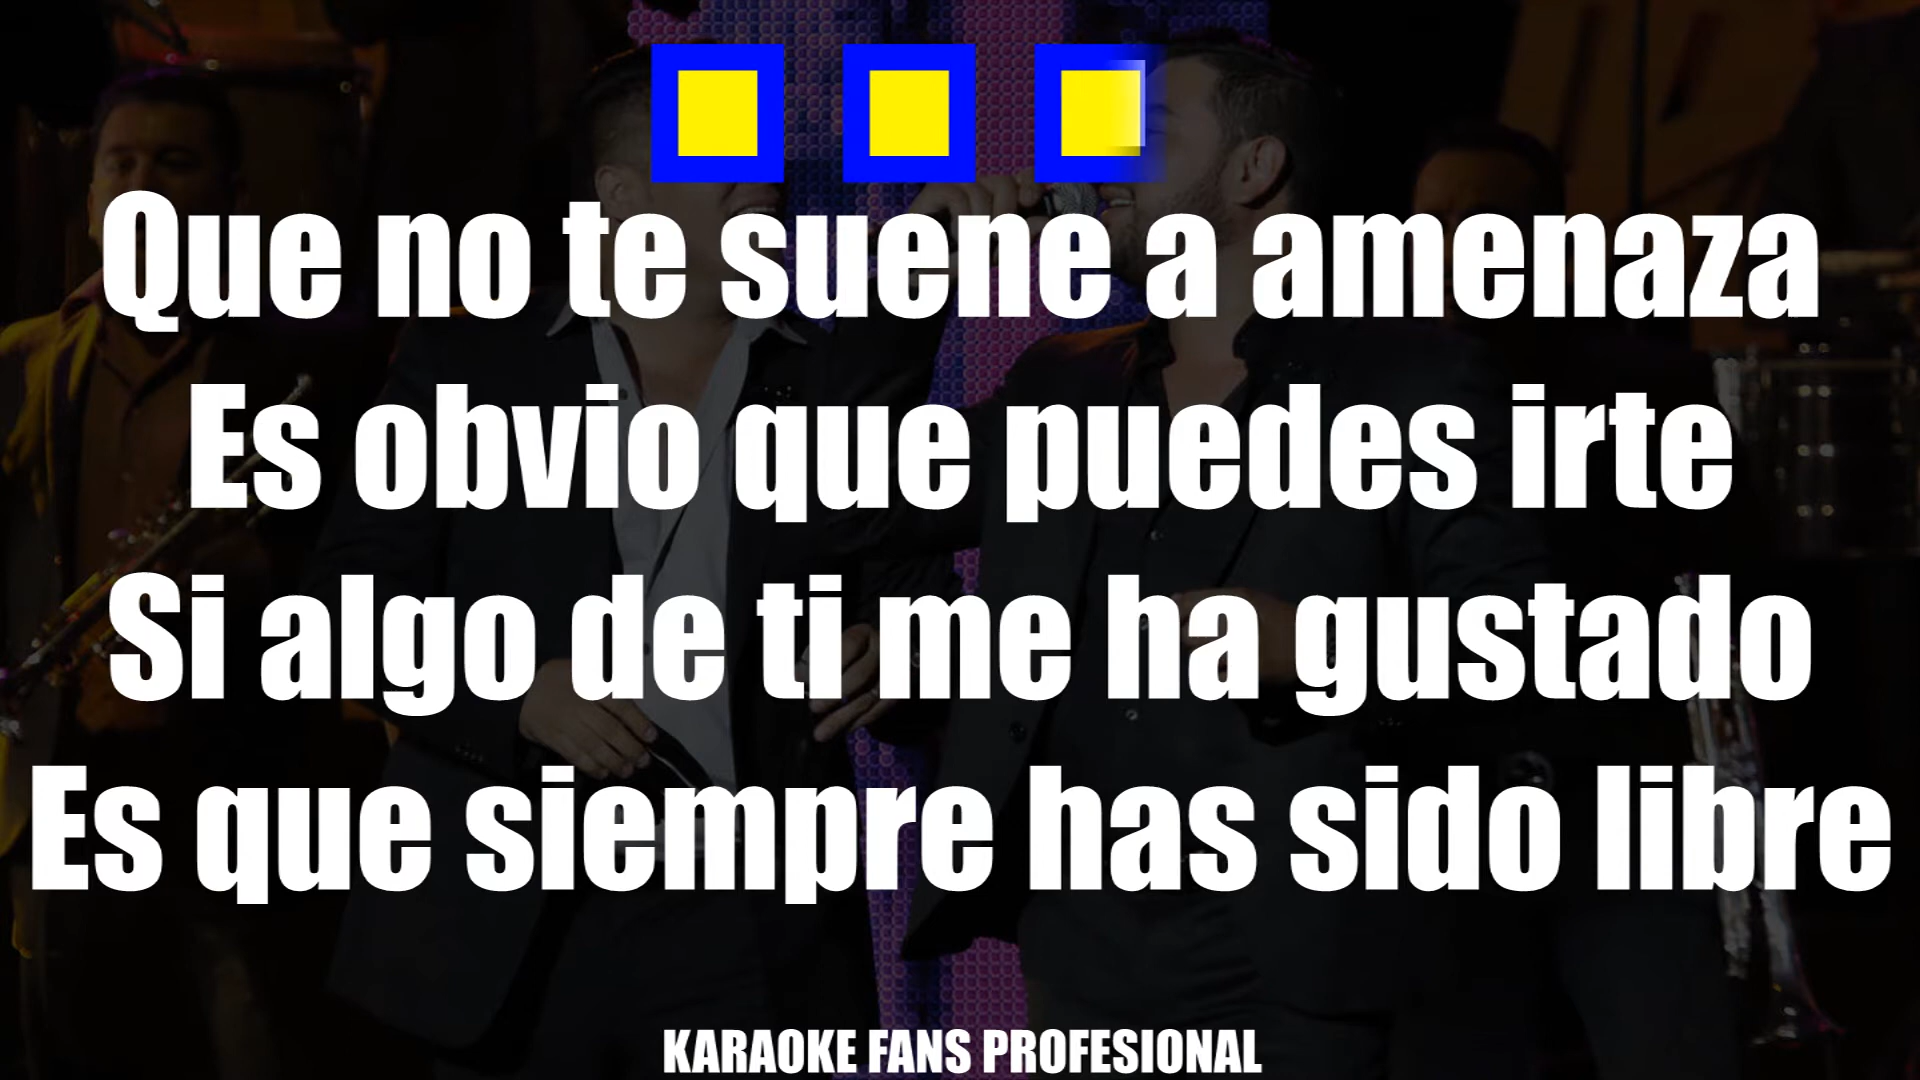 Que no te suene a amenaza
Es obvio que puedes irte
Si algo de ti me ha gustado
Es que siempre has sido libre
KARAOKE FANS PROFESIONAL